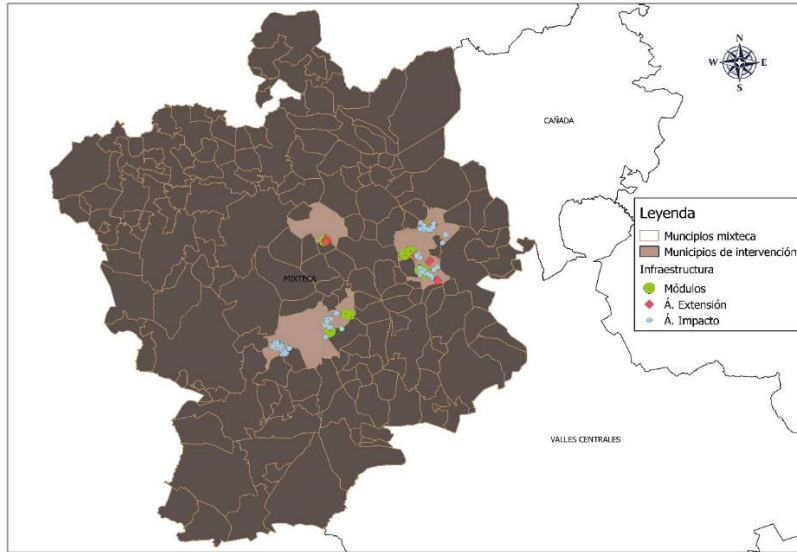 N
W
E
S
CAÑADA
Leyenda
Muncipios mixteca
Municipios de intervención
Infraestructura
Módulos
Á. Extensión
Á. Impacto
MIXTECA
VALLES CENTRALES